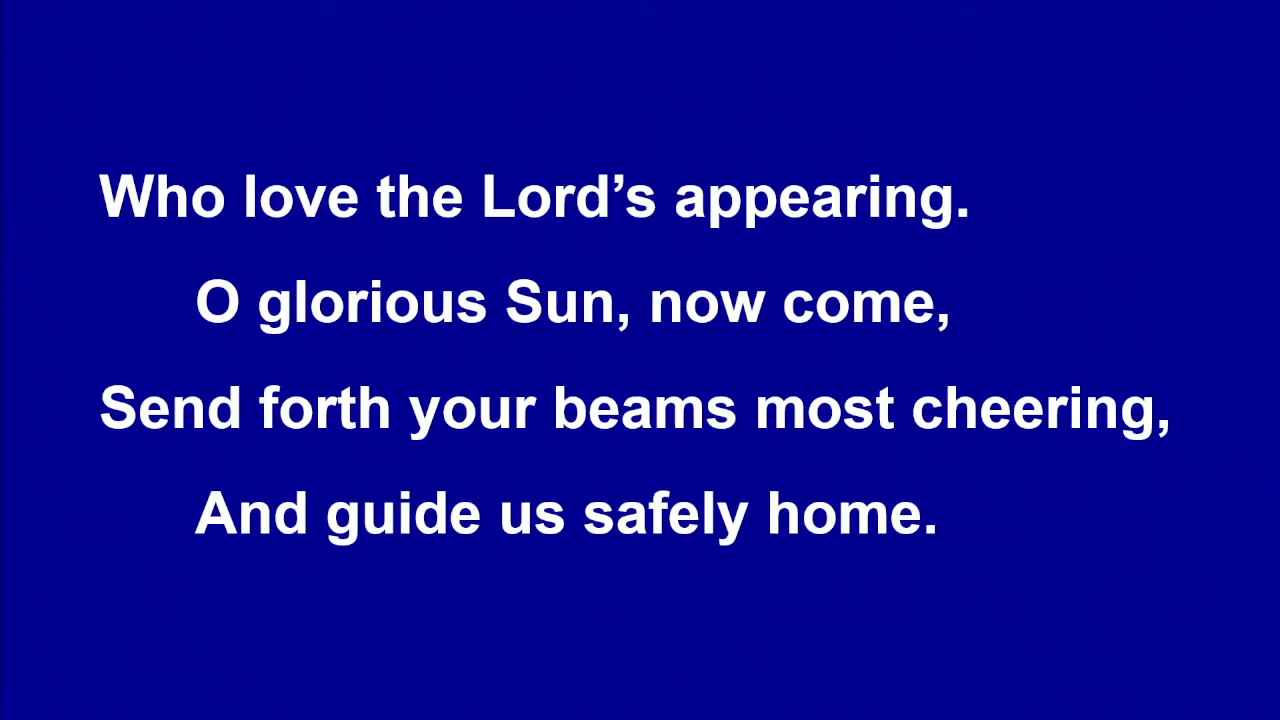 Who love the Lord’s appearing.
O glorious Sun, now come,
Send forth your beams most cheering,
And guide us safely home.